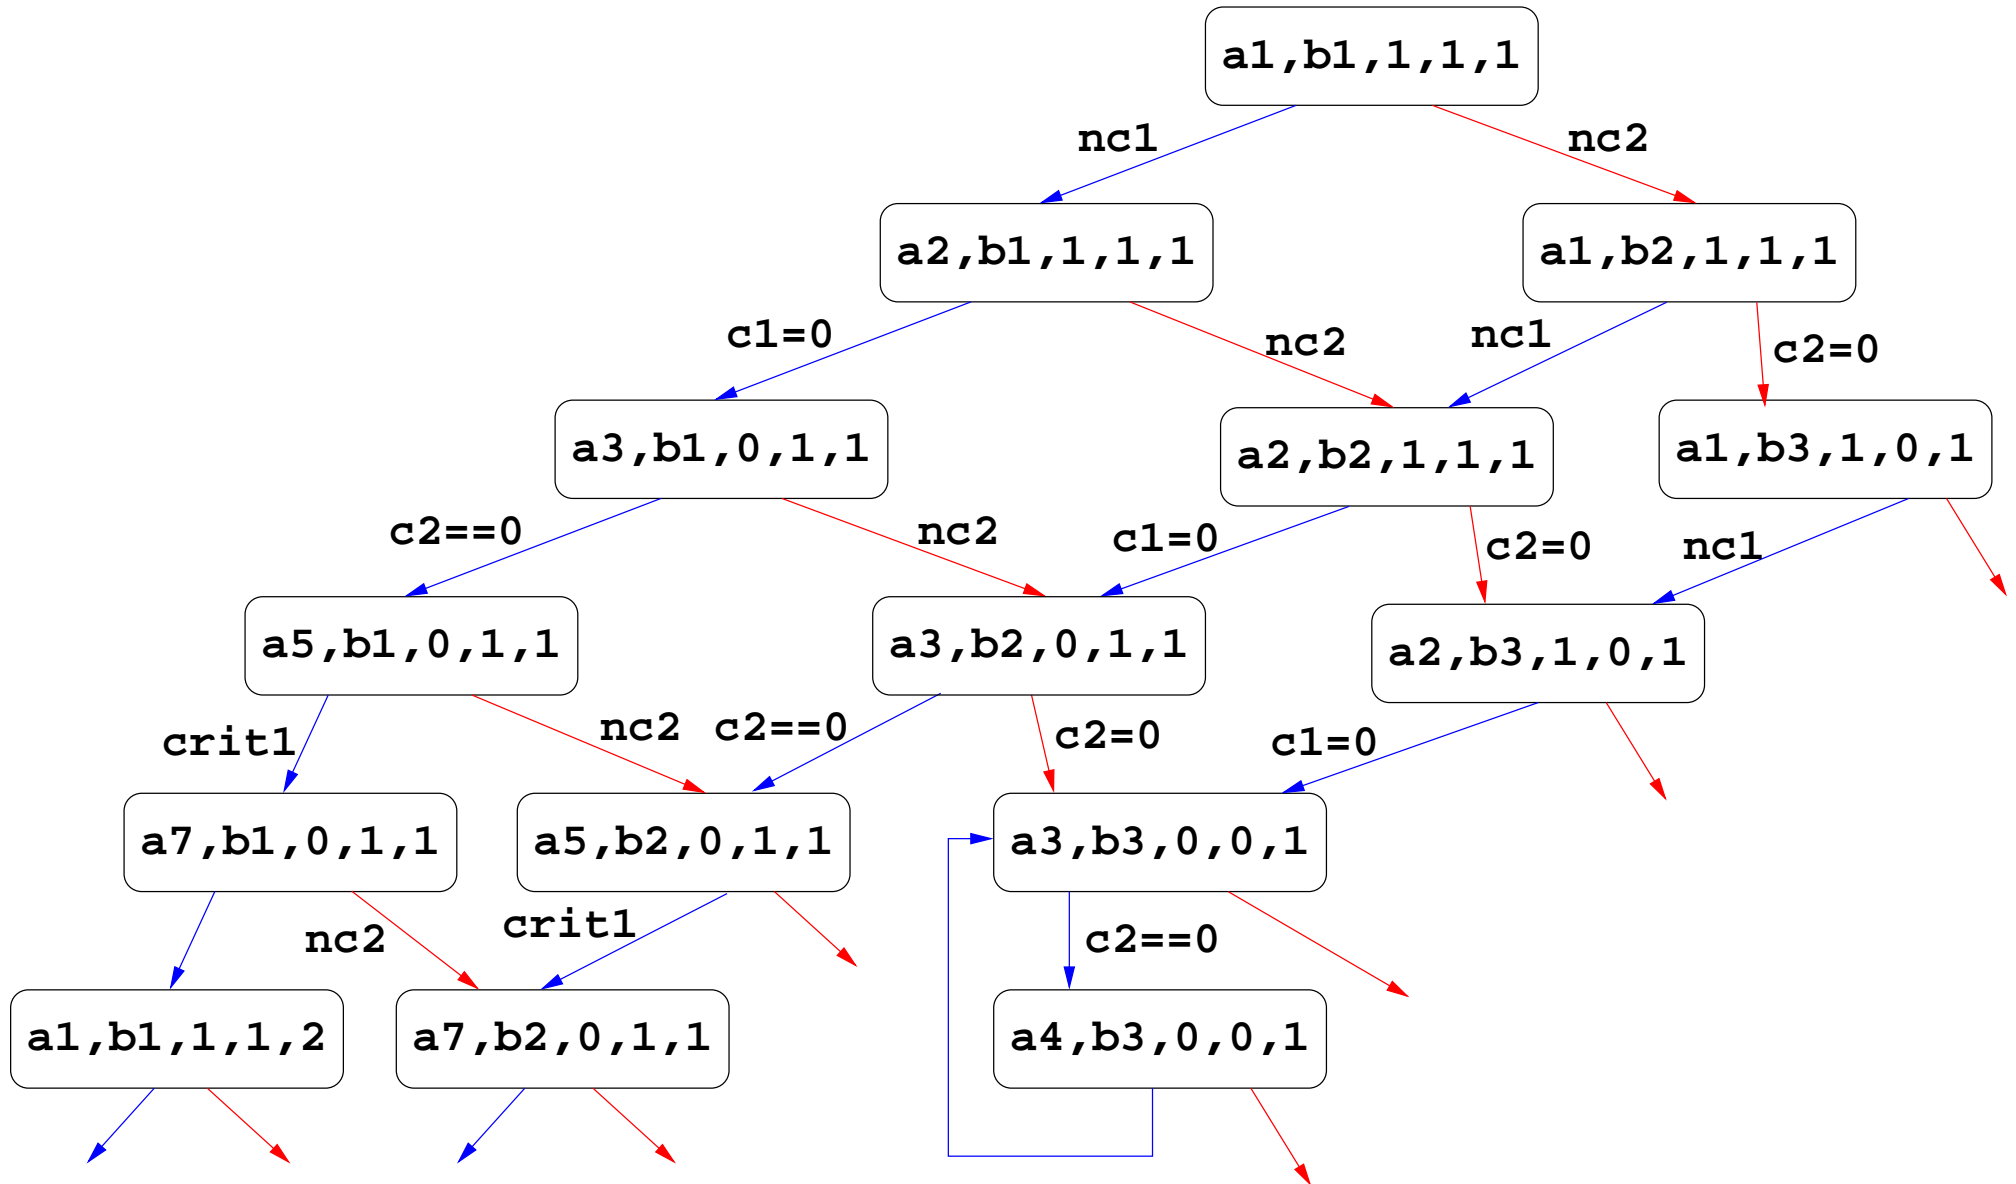 a1,b1,1,1,1
nc1
nc2
a2,b1,1,1,1
a1,b2,1,1,1
c1=0
nc2
nc1
c2=0
a3,b1,0,1,1
a2,b2,1,1,1
a1,b3,1,0,1
c2==0
nc2
c1=0
c2=0
nc1
a5,b1,0,1,1
a3,b2,0,1,1
a2,b3,1,0,1
crit1
nc2
c2==0
c2=0
c1=0
a7,b1,0,1,1
a5,b2,0,1,1
a3,b3,0,0,1
nc2
crit1
c2==0
a1,b1,1,1,2
a7,b2,0,1,1
a4,b3,0,0,1